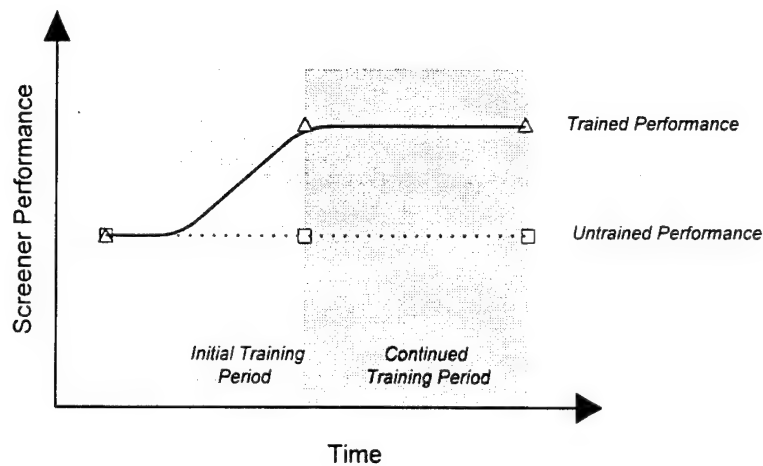 Screener Performance
Trained Performance
Untrained Performance
Initial Training
Period
Continued
Training Period
Time